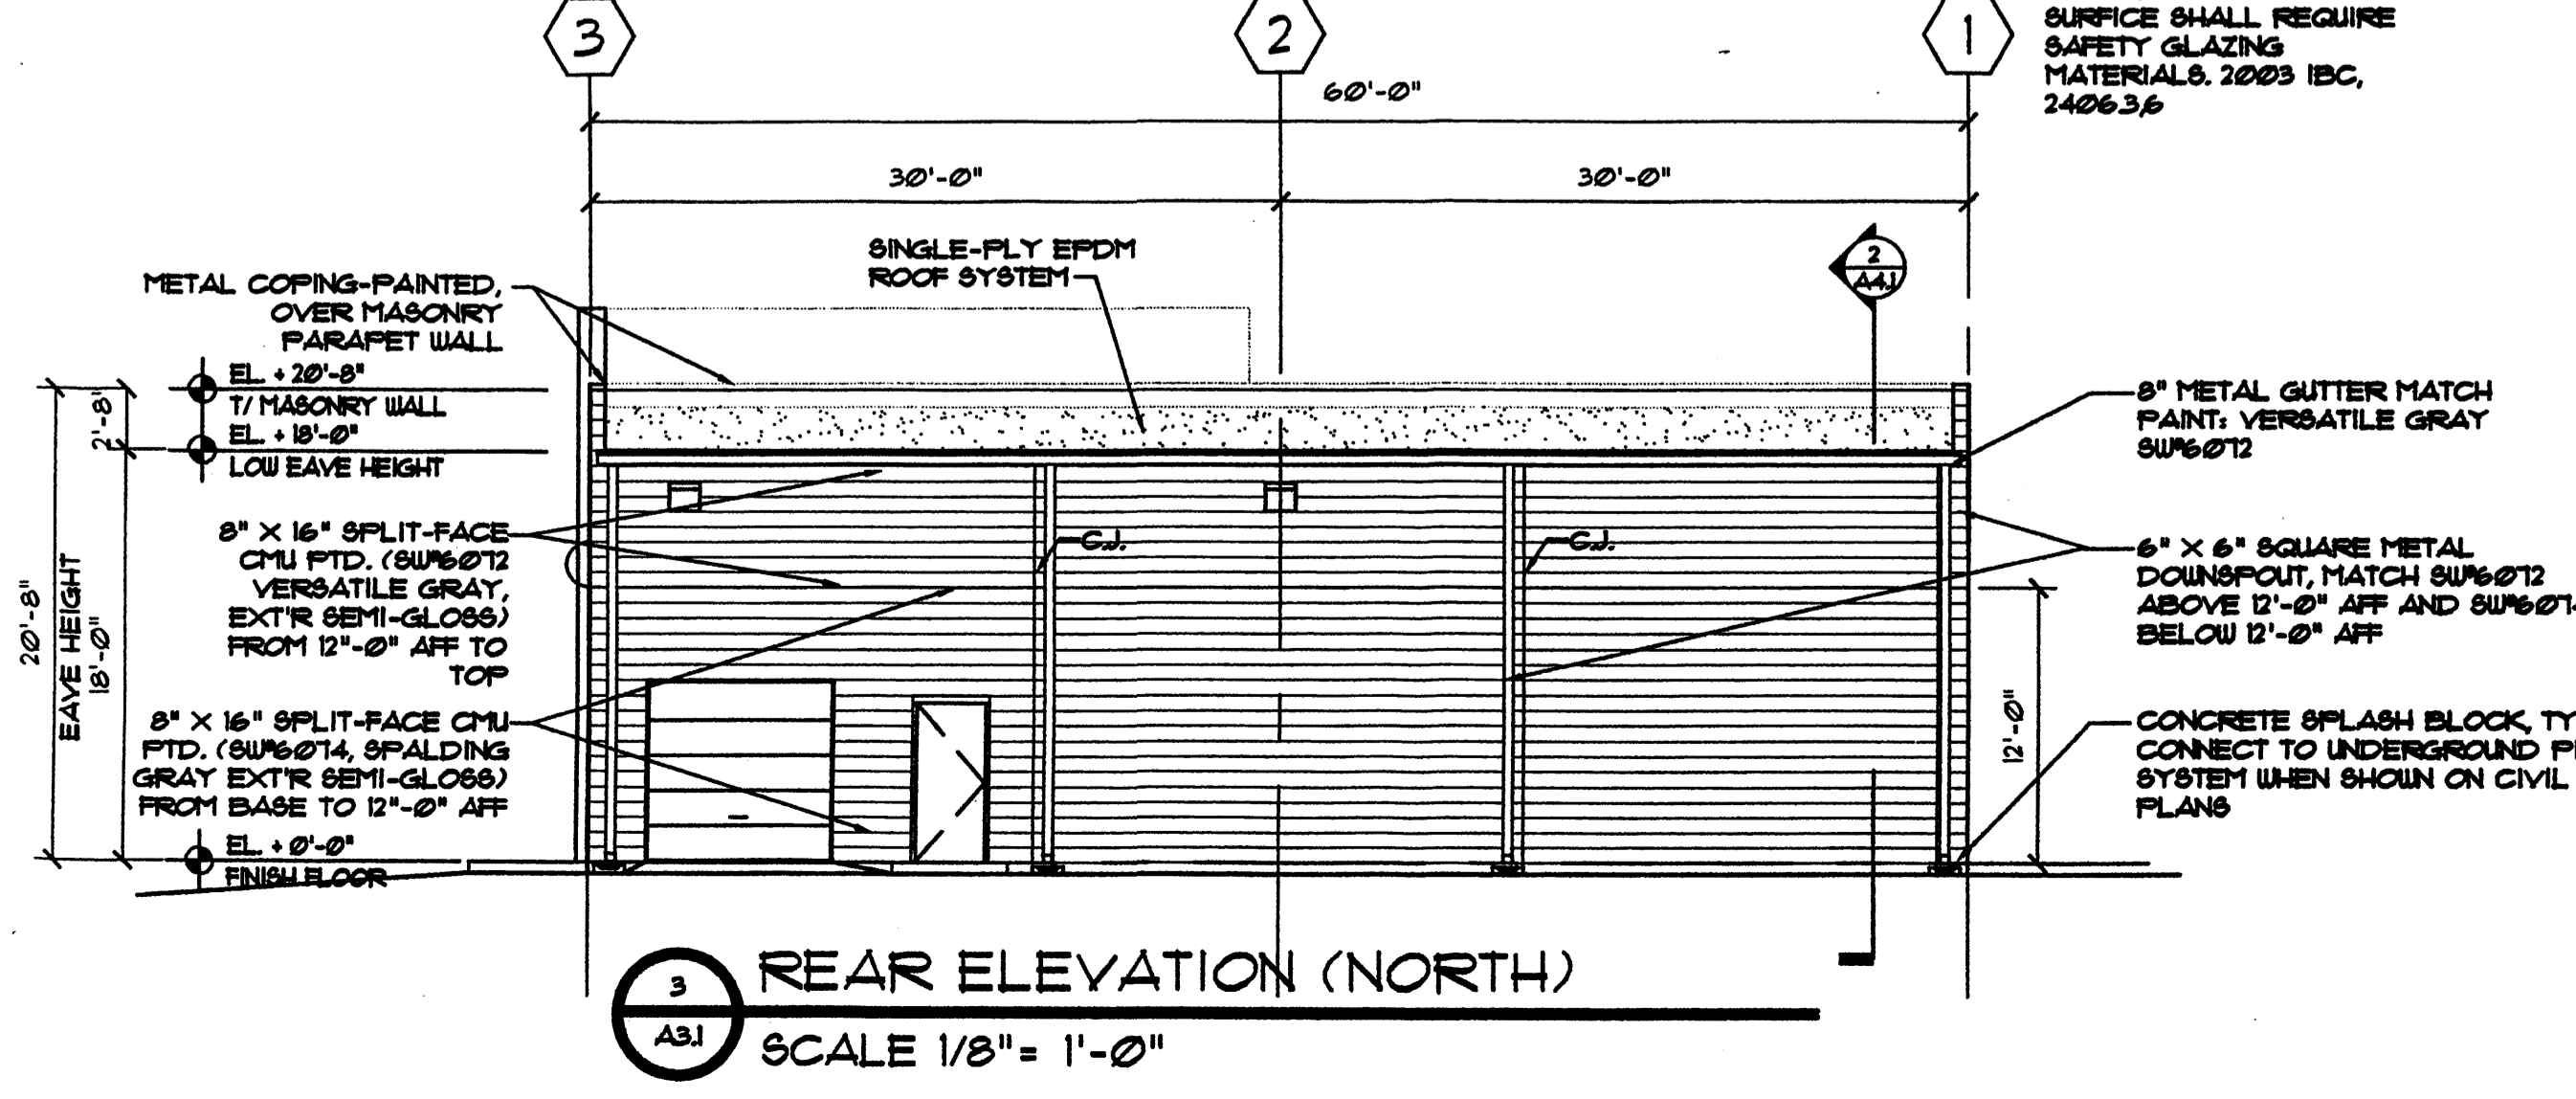 3
2
1
SURFICE SHALL REQUIRE
SAFETY GLAZING
MATERIALS. 2003 IBC,
2406.3,6
60'-0"
30'-0"
30'-0"
SINGLE-PLY EPDM
ROOF SYSTEM
2
A4.1
METAL COPING-PAINTED,
OVER MASONRY
PARAPET WALL
EL. + 20'-8"
T/ MASONRY WALL
EL. + 18'-0"
LOW EAVE HEIGHT
2'-8"
20'-8"
EAVE HEIGHT
18'-0"
8" METAL GUTTER MATCH
PAINT: VERSATILE GRAY
SW#6072
8" X 16" SPLIT-FACE
CMU PTD. (SW#6072
VERSATILE GRAY,
EXT'R SEMI-GLOSS)
FROM 12"-0" AFF TO
TOP
C.J.
C.J.
6" X 6" SQUARE METAL
DOWNSPOUT, MATCH SW#6072
ABOVE 12'-0" AFF AND SW#6074
BELOW 12'-0" AFF
12'-0"
8" X 16" SPLIT-FACE CMU
PTD. (SW#6074, SPALDING
GRAY EXT'R SEMI-GLOSS)
FROM BASE TO 12"-0" AFF
CONCRETE SPLASH BLOCK, TY
CONNECT TO UNDERGROUND
SYSTEM WHEN SHOWN ON CIVIL
PLANS
EL. + 0'-0"
FINISH FLOOR
3
A3.1
REAR ELEVATION (NORTH)
SCALE 1/8"= 1'-0"